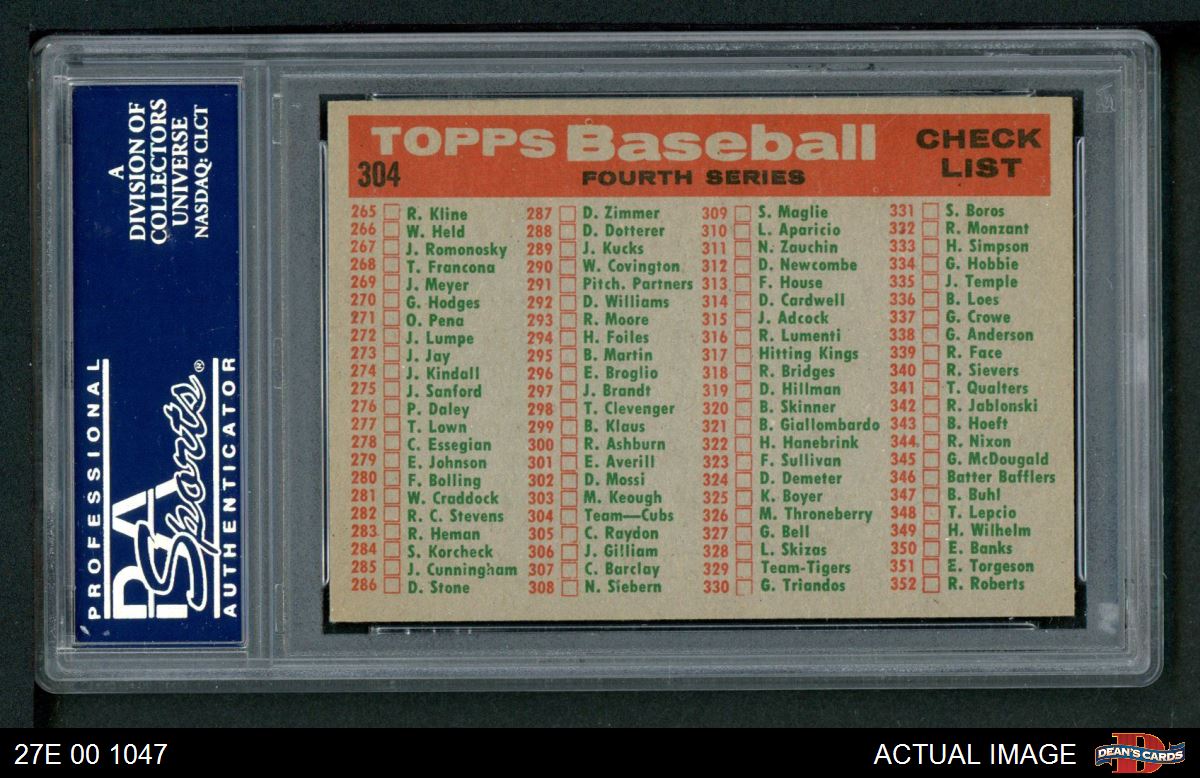 A
DIVISION OF
COLLECTORS
UNIVERSE
NASDAQ: CLCT
PROFESSIONAL
PSA
Sports®
AUTHENTICATOR
TOPPS Baseball
304
FOURTH SERIES
CHECK
LIST
265 R. Kline
266 W. Held
267 J. Romonosky
268 T. Francona
269 J. Meyer
270 G. Hodges
271 O. Pena
272 J. Lumpe
273 J. Jay
274 J. Kindall
275 J. Sanford
276 P. Daley
277 T. Lown
278 C. Essegian
279 E. Johnson
280 F. Bolling
281 W. Craddock
282 R. C. Stevens
283 R. Heman
284 S. Korcheck
285 J. Cunningham
286 D. Stone
287 D. Zimmer
288 D. Dotterer
289 J. Kucks
290 W. Covington
291 Pitch. Partners
292 D. Williams
293 R. Moore
294 H. Foiles
295 B. Martin
296 E. Broglio
297 J. Brandt
298 T. Clevenger
299 B. Klaus
300 R. Ashburn
301 E. Averill
302 D. Mossi
303 M. Keough
304 Team—Cubs
305 C. Raydon
306 J. Gilliam
307 C. Barclay
308 N. Siebern
309 S. Maglie
310 L. Aparicio
311 N. Zauchin
312 D. Newcombe
313 F. House
314 D. Cardwell
315 J. Adcock
316 R. Lumenti
317 Hitting Kings
318 R. Bridges
319 D. Hillman
320 B. Skinner
321 B. Giallombardo
322 H. Hanebrink
323 F. Sullivan
324 D. Demeter
325 K. Boyer
326 M. Throneberry
327 G. Bell
328 L. Skizas
329 Team-Tigers
330 G. Triandos
331 S. Boros
332 R. Monzant
333 H. Simpson
334 G. Hobbie
335 J. Temple
336 B. Loes
337 G. Crowe
338 G. Anderson
339 R. Face
340 R. Sievers
341 T. Qualters
342 R. Jablonski
343 B. Hoeft
344 R. Nixon
345 G. McDougald
346 Batter Bafflers
347 B. Buhl
348 T. Lepcio
349 H. Wilhelm
350 E. Banks
351 E. Torgeson
352 R. Roberts
27E 00 1047
ACTUAL IMAGE
D
DEAN'S CARDS